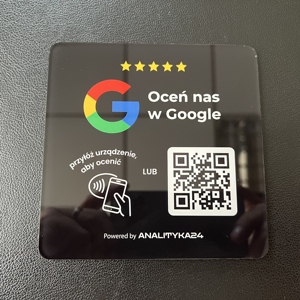 Oceń nas
w Google
przyłóż urządzenie,
aby ocenić
LUB
Powered by ANALITYKA24